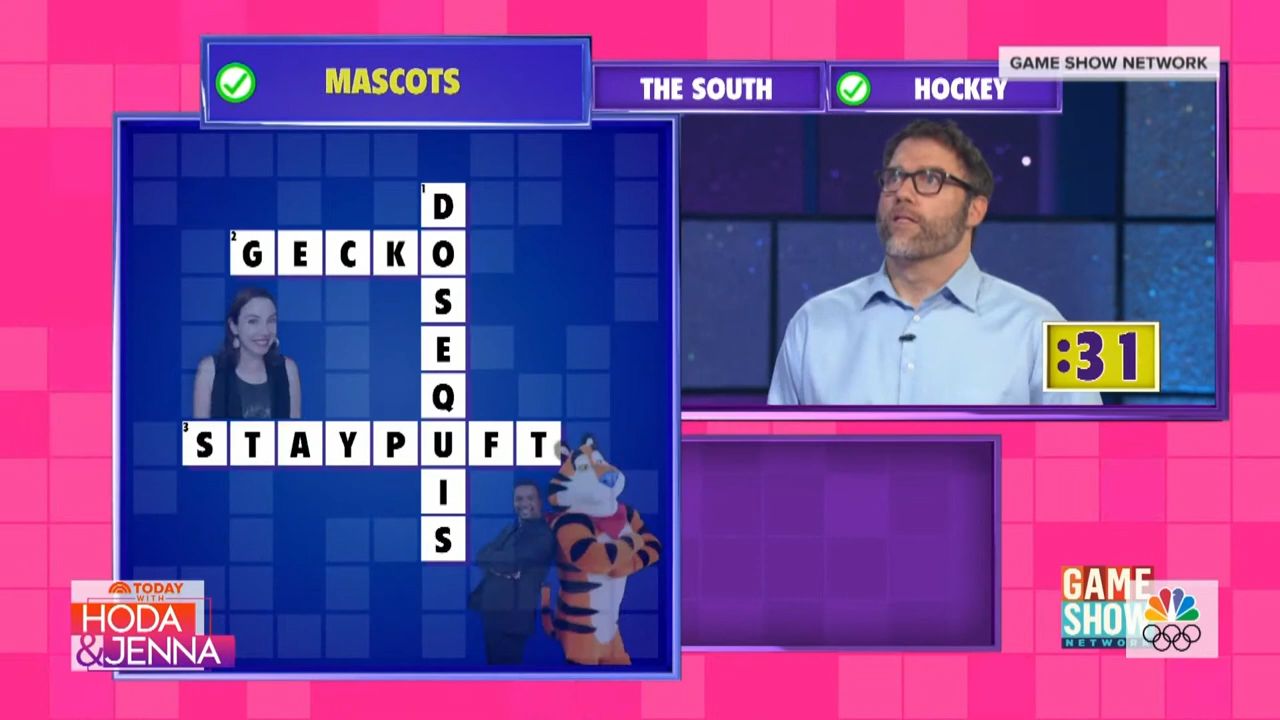 GAME SHOW NETWORK
MASCOTS
THE SOUTH
HOCKEY
1
D
2
GECKO
S
E
Q
3
STAYPUFT
I
S
:31
TODAY
WITH
HODA
&JENNA
GAME
SHOW
NETWORK